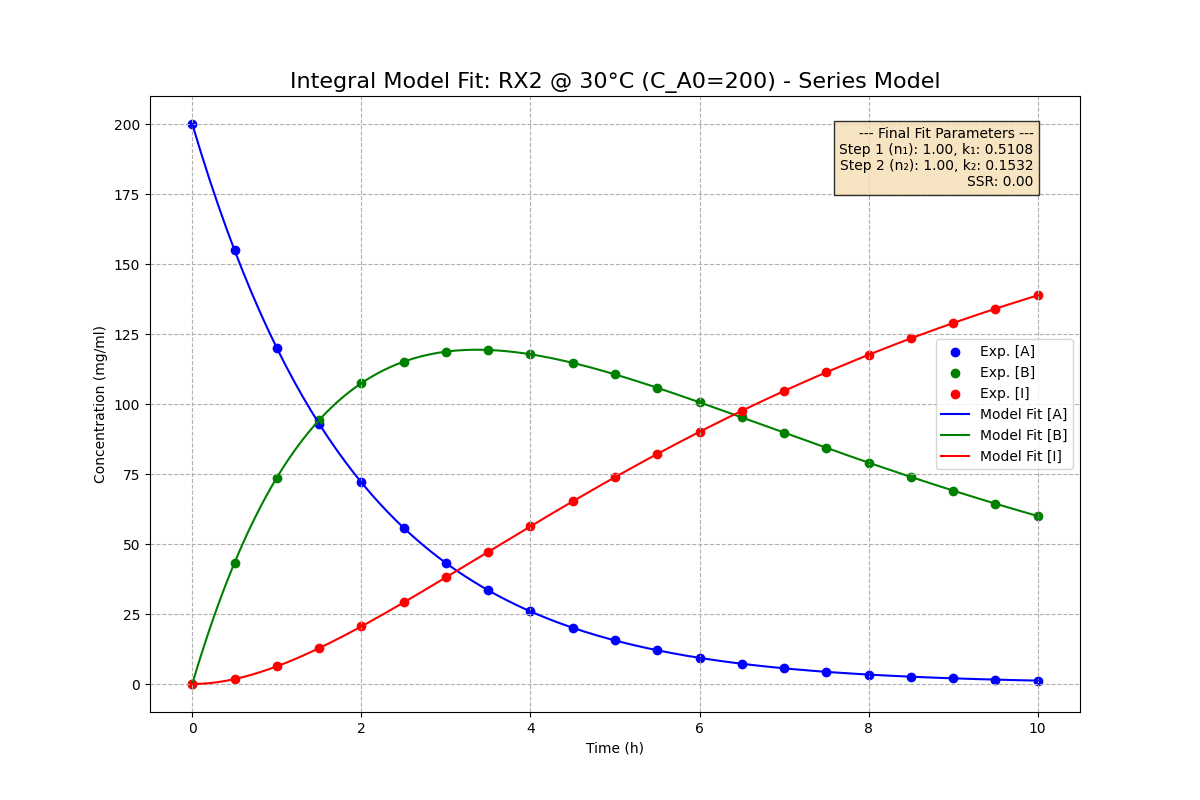 Integral Model Fit: RX2 @ 30°C (C_A0=200) - Series Model
--- Final Fit Parameters ---
Step 1 (n₁): 1.00, k₁: 0.5108
Step 2 (n₂): 1.00, k₂: 0.1532
SSR: 0.00
Concentration (mg/ml)
200
175
150
125
100
75
50
25
0
Exp. [A]
Exp. [B]
Exp. [I]
Model Fit [A]
Model Fit [B]
Model Fit [I]
0 2 4 6 8 10
Time (h)